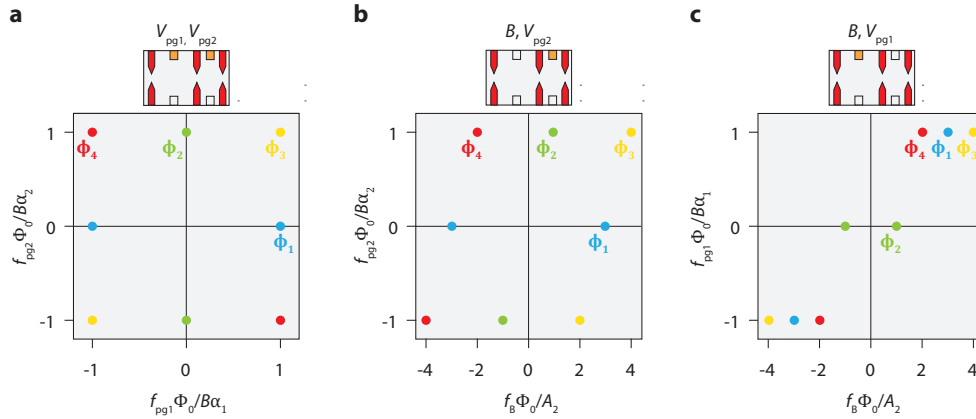 a
V_pg1, V_pg2
f_pg2Φ₀/Bα₂
1
0
-1
ϕ₄
ϕ₂
ϕ₃
ϕ₁
-1 0 1
f_pg1Φ₀/Bα₁
b
B, V_pg2
f_pg2Φ₀/Bα₂
1
0
-1
ϕ₄
ϕ₂
ϕ₃
ϕ₁
-4 -2 0 2 4
f_BΦ₀/A₂
c
B, V_pg1
f_pg1Φ₀/Bα₁
1
0
-1
ϕ₄ ϕ₁ ϕ₃
ϕ₂
-4 -2 0 2 4
f_BΦ₀/A₂